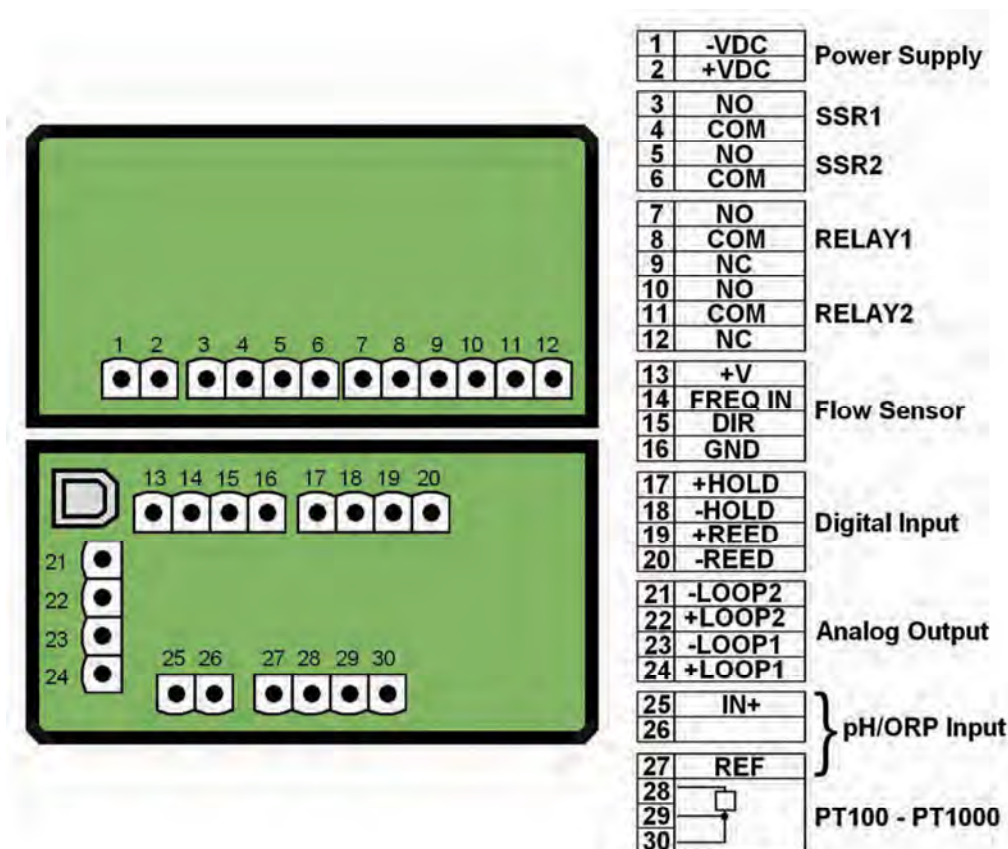 1 -VDC
2 +VDC
Power Supply
3 NO
4 COM
SSR1
5 NO
6 COM
SSR2
7 NO
8 COM
9 NC
RELAY1
10 NO
11 COM
12 NC
RELAY2
13 +V
14 FREQ IN
15 DIR
16 GND
Flow Sensor
17 +HOLD
18 -HOLD
19 +REED
20 -REED
Digital Input
21 -LOOP2
22 +LOOP2
23 -LOOP1
24 +LOOP1
Analog Output
25 IN+
26
27 REF
pH/ORP Input
28
29
30
PT100 - PT1000
1 2 3 4 5 6 7 8 9 10 11 12
13 14 15 16 17 18 19 20
21
22
23
24
25 26 27 28 29 30